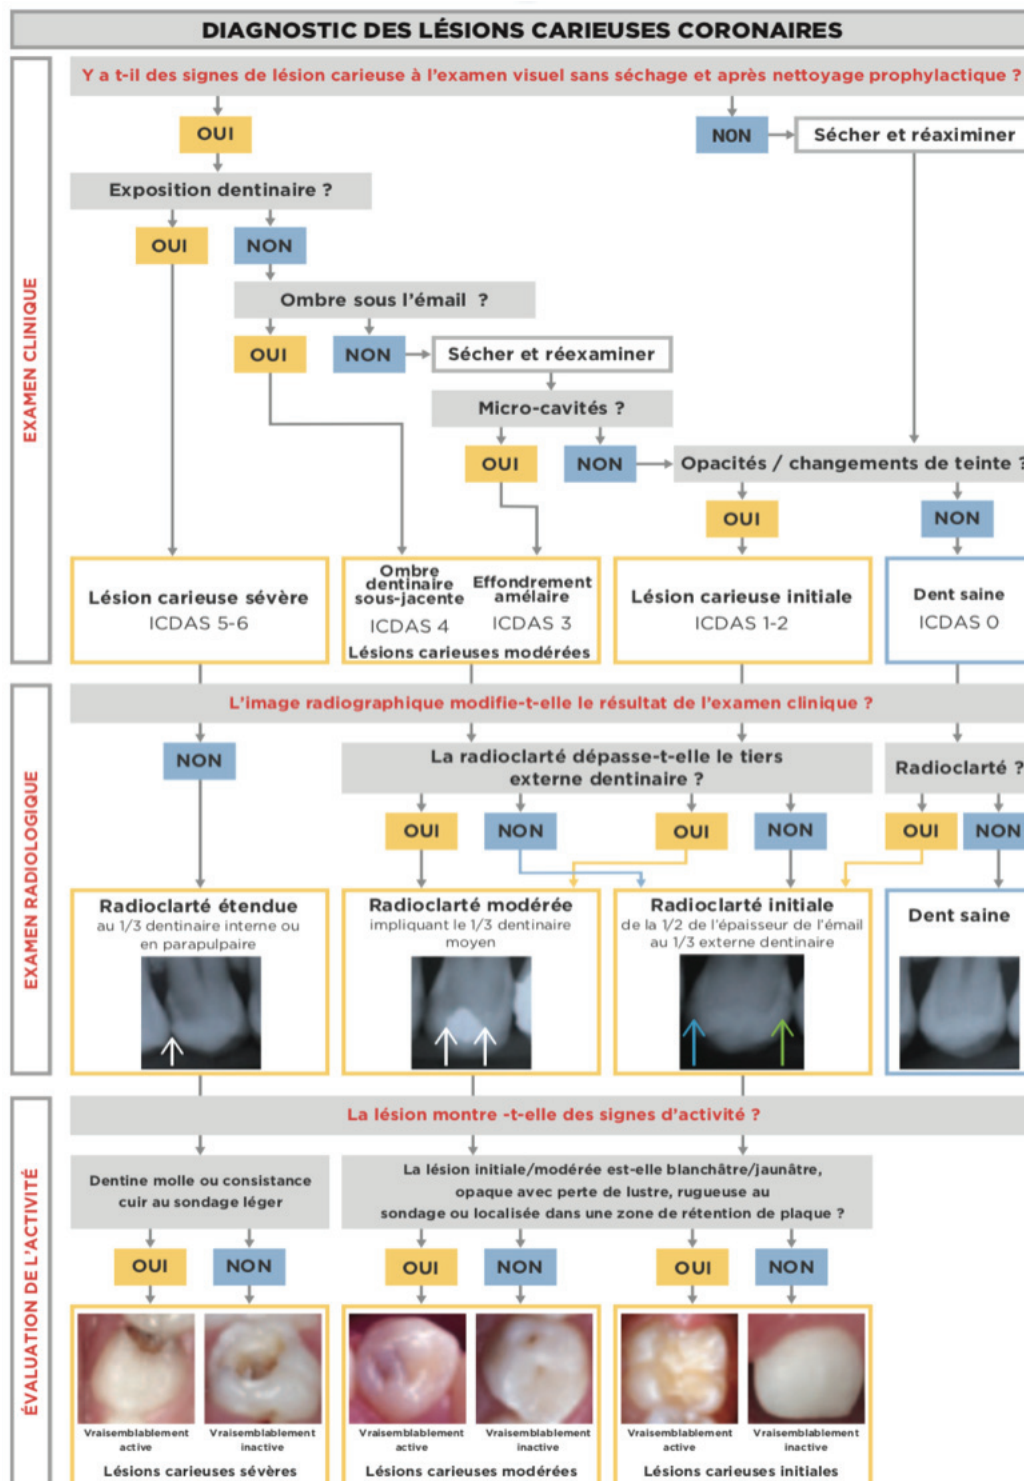 DIAGNOSTIC DES LÉSIONS CARIEUSES CORONAIRES
EXAMEN CLINIQUE
Y a t-il des signes de lésion carieuse à l'examen visuel sans séchage et après nettoyage prophylactique ?
OUI
NON
Sécher et réaximiner
Exposition dentinaire ?
OUI
NON
Ombre sous l'émail ?
OUI
NON
Sécher et réexaminer
Micro-cavités ?
OUI
NON
Opacités / changements de teinte ?
OUI
NON
Lésion carieuse sévère
ICDAS 5-6
Ombre
dentinaire
sous-jacente
ICDAS 4
Effondrement
amélaire
ICDAS 3
Lésions carieuses modérées
Lésion carieuse initiale
ICDAS 1-2
Dent saine
ICDAS 0
EXAMEN RADIOLOGIQUE
L'image radiographique modifie-t-elle le résultat de l'examen clinique ?
NON
La radioclarté dépasse-t-elle le tiers
externe dentinaire ?
Radioclarté ?
OUI
NON
OUI
NON
OUI
NON
Radioclarté étendue
au 1/3 dentinaire interne ou
en parapulpaire
Radioclarté modérée
impliquant le 1/3 dentinaire
moyen
Radioclarté initiale
de la 1/2 de l'épaisseur de l'émail
au 1/3 externe dentinaire
Dent saine
ÉVALUATION DE L'ACTIVITÉ
La lésion montre -t-elle des signes d'activité ?
Dentine molle ou consistance
cuir au sondage léger
La lésion initiale/modérée est-elle blanchâtre/jaunâtre,
opaque avec perte de lustre, rugueuse au
sondage ou localisée dans une zone de rétention de plaque ?
OUI
NON
OUI
NON
OUI
NON
Vraisemblablement
active
Vraisemblablement
inactive
Lésions carieuses sévères
Vraisemblablement
active
Vraisemblablement
inactive
Lésions carieuses modérées
Vraisemblablement
active
Vraisemblablement
inactive
Lésions carieuses initiales